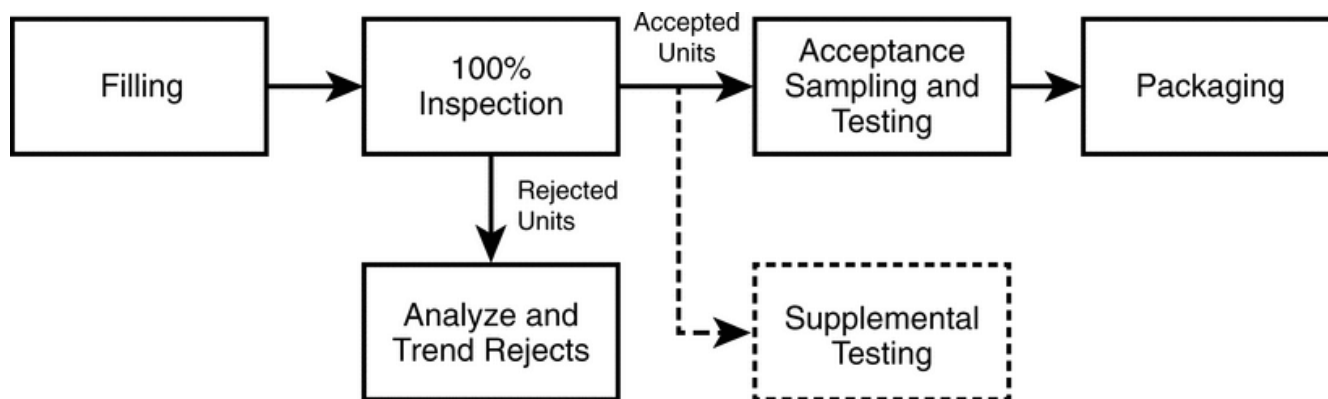 Filling
100%
Inspection
Accepted
Units
Acceptance
Sampling and
Testing
Packaging
Rejected
Units
Analyze and
Trend Rejects
Supplemental
Testing